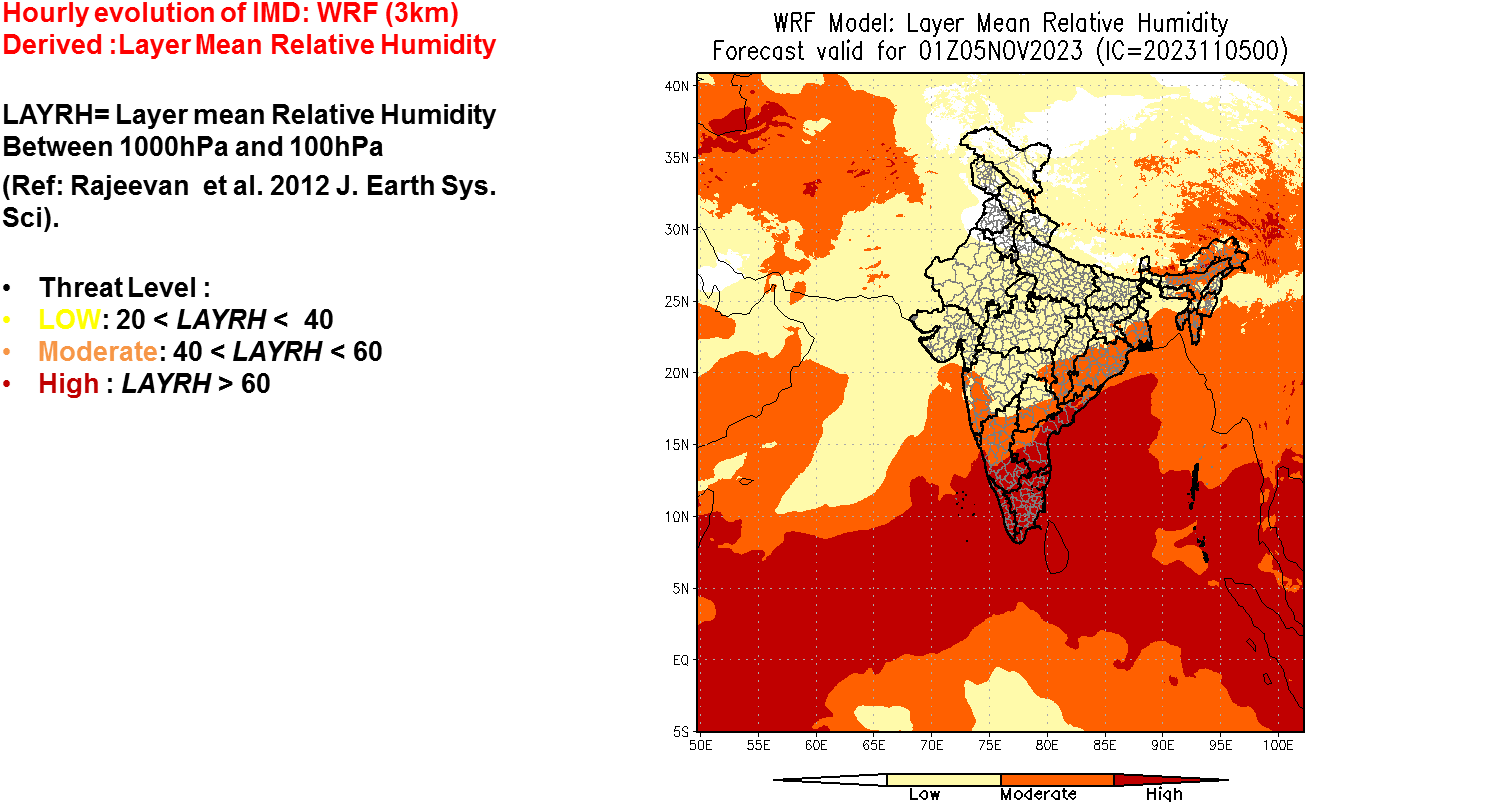 Hourly evolution of IMD: WRF (3km)
Derived :Layer Mean Relative Humidity
LAYRH= Layer mean Relative Humidity
Between 1000hPa and 100hPa
(Ref: Rajeevan et al. 2012 J. Earth Sys.
Sci).
• Threat Level :
• LOW: 20 < LAYRH < 40
• Moderate: 40 < LAYRH < 60
• High : LAYRH > 60
WRF Model: Layer Mean Relative Humidity
Forecast valid for 01Z05NOV2023 (IC=2023110500)
40N
35N
30N
25N
20N
15N
10N
5N
EQ
5S
50E 55E 60E 65E 70E 75E 80E 85E 90E 95E 100E
Low Moderate High